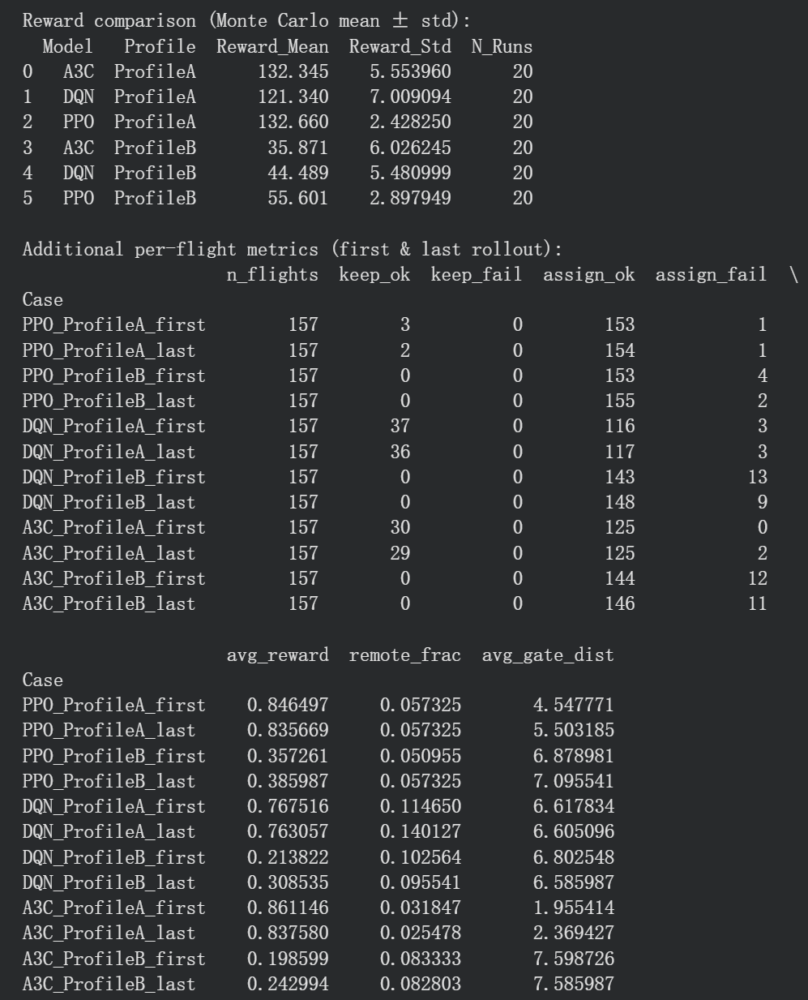 Reward comparison (Monte Carlo mean ± std):
Model Profile Reward_Mean Reward_Std N_Runs
0 A3C ProfileA 132.345 5.553960 20
1 DQN ProfileA 121.340 7.009094 20
2 PPO ProfileA 132.660 2.428250 20
3 A3C ProfileB 35.871 6.026245 20
4 DQN ProfileB 44.489 5.480999 20
5 PPO ProfileB 55.601 2.897949 20
Additional per-flight metrics (first & last rollout):
n_flights keep_ok keep_fail assign_ok assign_fail \
Case
PPO_ProfileA_first 157 3 0 153 1
PPO_ProfileA_last 157 2 0 154 1
PPO_ProfileB_first 157 0 0 153 4
PPO_ProfileB_last 157 0 0 155 2
DQN_ProfileA_first 157 37 0 116 3
DQN_ProfileA_last 157 36 0 117 3
DQN_ProfileB_first 157 0 0 143 13
DQN_ProfileB_last 157 0 0 148 9
A3C_ProfileA_first 157 30 0 125 0
A3C_ProfileA_last 157 29 0 125 2
A3C_ProfileB_first 157 0 0 144 12
A3C_ProfileB_last 157 0 0 146 11
avg_reward remote_frac avg_gate_dist
Case
PPO_ProfileA_first 0.846497 0.057325 4.547771
PPO_ProfileA_last 0.835669 0.057325 5.503185
PPO_ProfileB_first 0.357261 0.050955 6.878981
PPO_ProfileB_last 0.385987 0.057325 7.095541
DQN_ProfileA_first 0.767516 0.114650 6.617834
DQN_ProfileA_last 0.763057 0.140127 6.605096
DQN_ProfileB_first 0.213822 0.102564 6.802548
DQN_ProfileB_last 0.308535 0.095541 6.585987
A3C_ProfileA_first 0.861146 0.031847 1.955414
A3C_ProfileA_last 0.837580 0.025478 2.369427
A3C_ProfileB_first 0.198599 0.083333 7.598726
A3C_ProfileB_last 0.242994 0.082803 7.585987